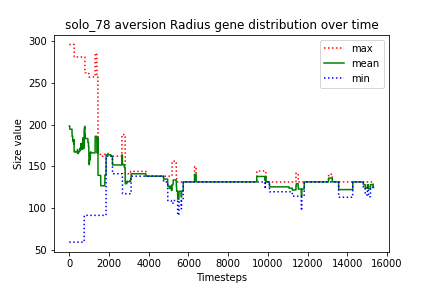 solo_78 aversion Radius gene distribution over time
max
mean
min
Size value
300
250
200
150
100
50
0
2000
4000
6000
8000
10000
12000
14000
16000
Timesteps